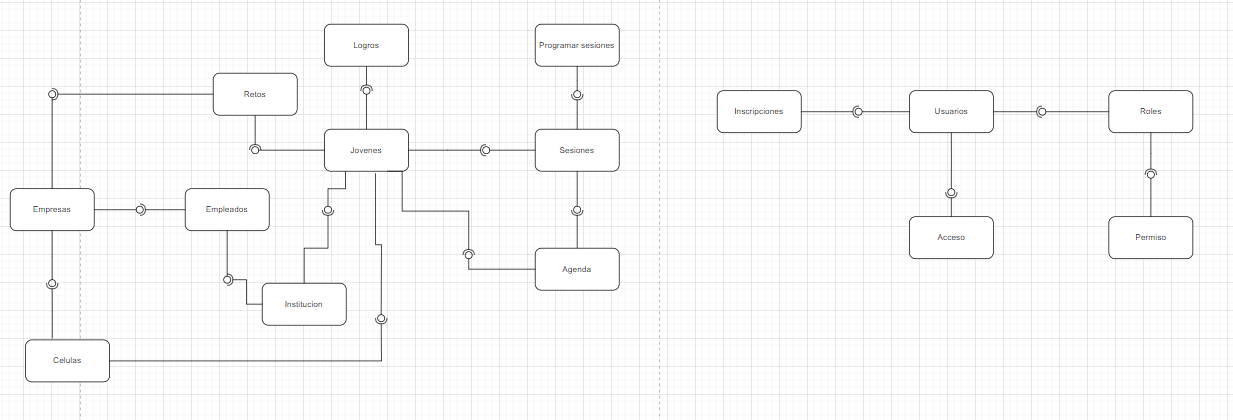 Logros
Programar sesiones
Retos
Inscripciones
Usuarios
Roles
Jovenes
Sesiones
Empresas
Empleados
Acceso
Permiso
Agenda
Institucion
Celulas